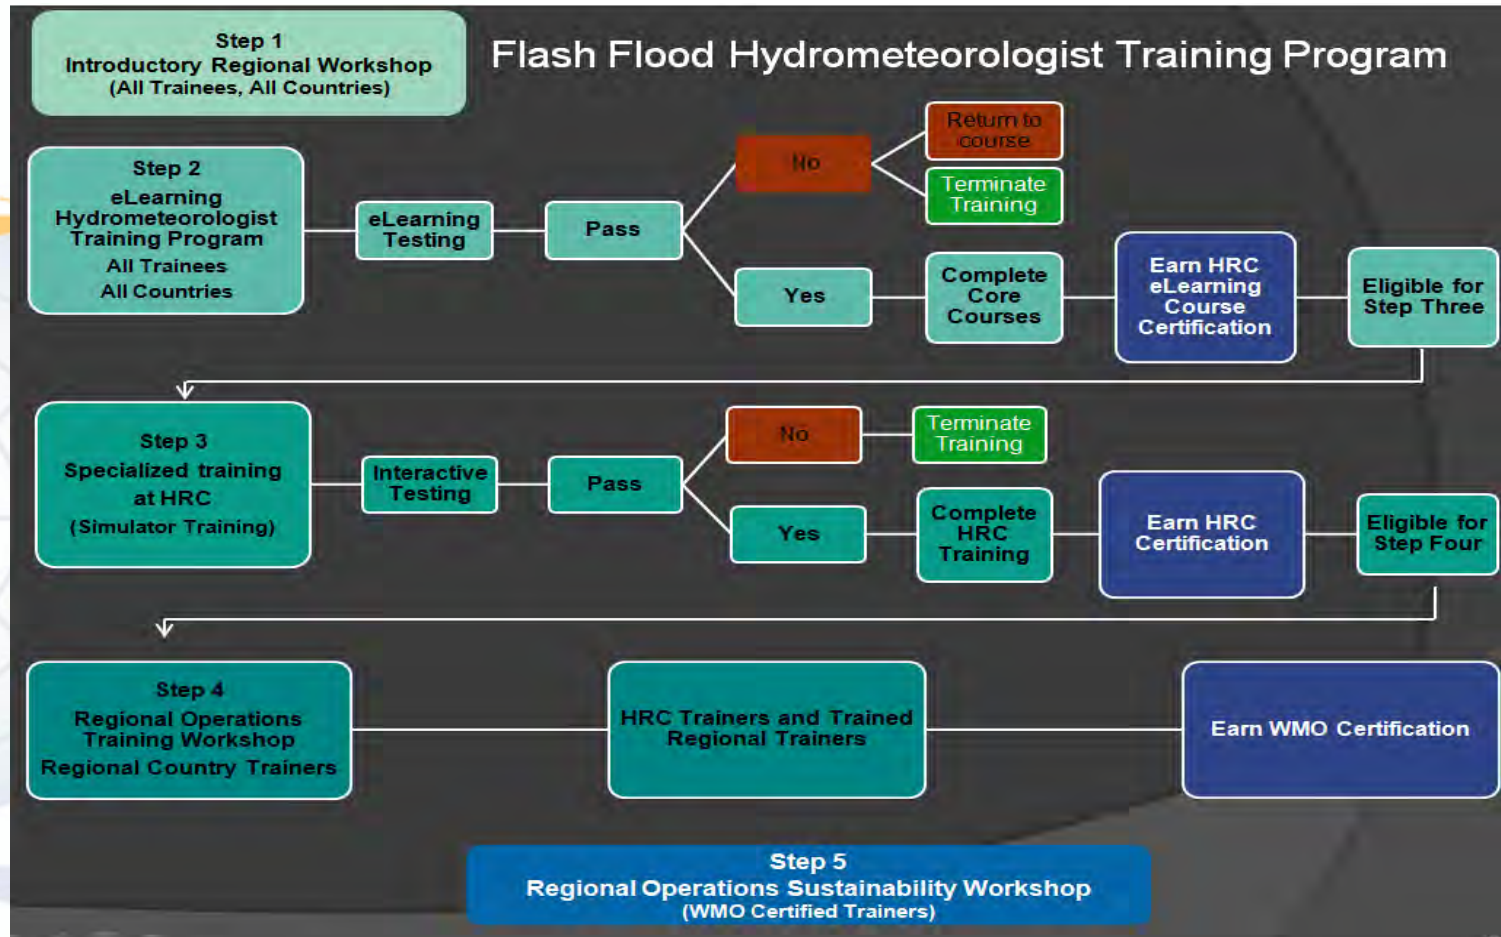 Step 1
Introductory Regional Workshop
(All Trainees, All Countries)
Flash Flood Hydrometeorologist Training Program
Step 2
eLearning
Hydrometeorologist
Training Program
All Trainees
All Countries
eLearning
Testing
Pass
No
Return to
course
Terminate
Training
Yes
Complete
Core
Courses
Earn HRC
eLearning
Course
Certification
Eligible for
Step Three
Step 3
Specialized training
at HRC
(Simulator Training)
Interactive
Testing
Pass
No
Terminate
Training
Yes
Complete
HRC
Training
Earn HRC
Certification
Eligible for
Step Four
Step 4
Regional Operations
Training Workshop
Regional Country Trainers
HRC Trainers and Trained
Regional Trainers
Earn WMO Certification
Step 5
Regional Operations Sustainability Workshop
(WMO Certified Trainers)